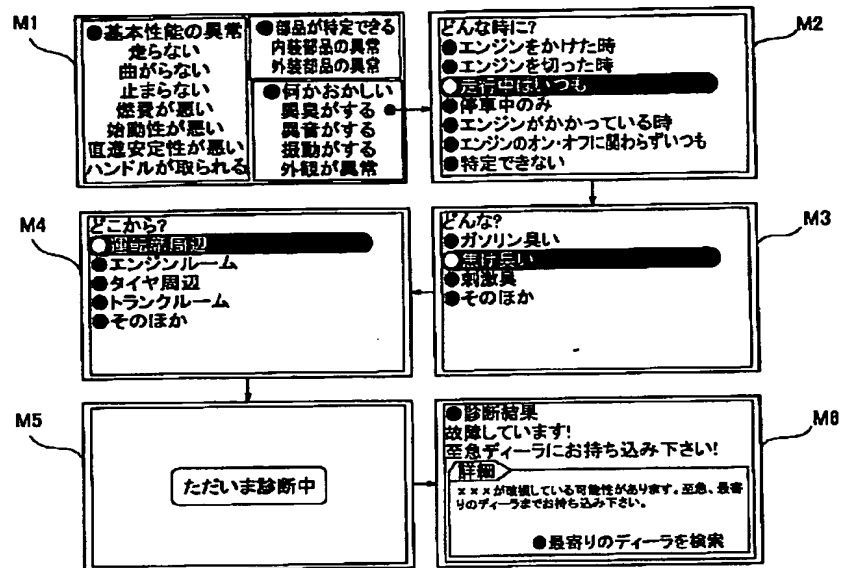 M1
●基本性能の異常
走らない
曲がらない
止まらない
燃費が悪い
始動性が悪い
直進安定性が悪い
ハンドルが取られる
●部品が特定できる
内装部品の異常
外装部品の異常
●何かおかしい
異臭がする
異音がする
振動がする
外観が異常
M2
どんな時に?
●エンジンをかけた時
●エンジンを切った時
○走行中はいつも
●停車中のみ
●エンジンがかかっている時
●エンジンのオン・オフに関わらずいつも
●特定できない
M3
どんな?
●ガソリン臭い
○焦げ臭い
●刺激臭
●そのほか
M4
どこから?
○運転席周辺
●エンジンルーム
●タイヤ周辺
●トランクルーム
●そのほか
M5
ただいま診断中
M6
●診断結果
故障しています!
至急ディーラにお持ち込み下さい!
詳細
×××が破損している可能性があります。至急、最寄
りのディーラまでお持ち込み下さい。
●最寄りのディーラを検索